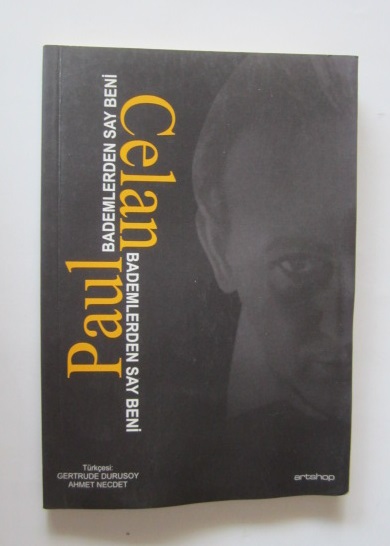 Paul Celan
BADEMLERDEN SAY BENİ
BADEMLERDEN SAY BENİ
Türkçesi:
GERTRUDE DURUSOY
AHMET NECDET
artshop